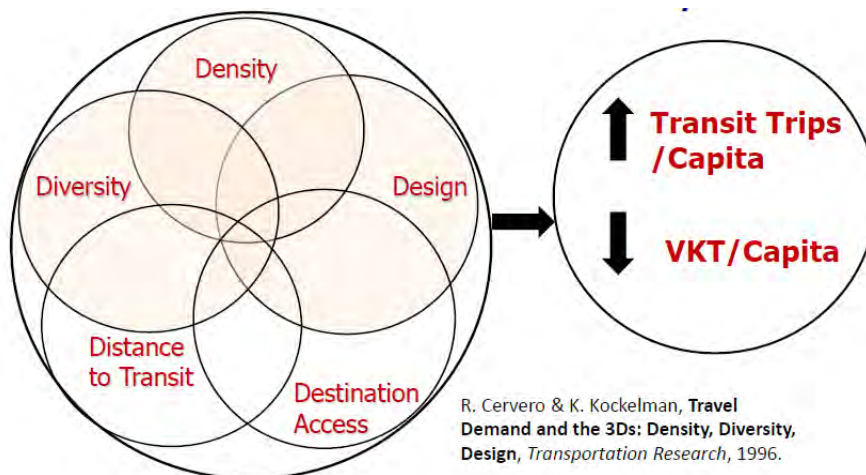 Density
Diversity
Design
Distance
to Transit
Destination
Access
Transit Trips
/Capita
VKT/Capita
R. Cervero & K. Kockelman, Travel
Demand and the 3Ds: Density, Diversity,
Design, Transportation Research, 1996.